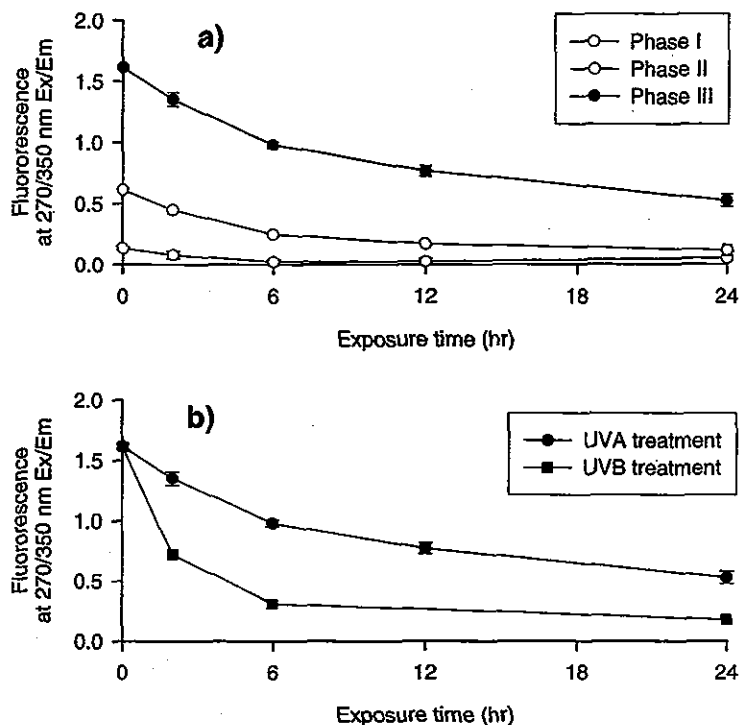 a)
Phase I
Phase II
Phase III
Fluororescence
at 270/350 nm Ex/Em
2.0
1.5
1.0
0.5
0.0
0 6 12 18 24
Exposure time (hr)
b)
UVA treatment
UVB treatment
Fluororescence
at 270/350 nm Ex/Em
2.0
1.5
1.0
0.5
0.0
0 6 12 18 24
Exposure time (hr)